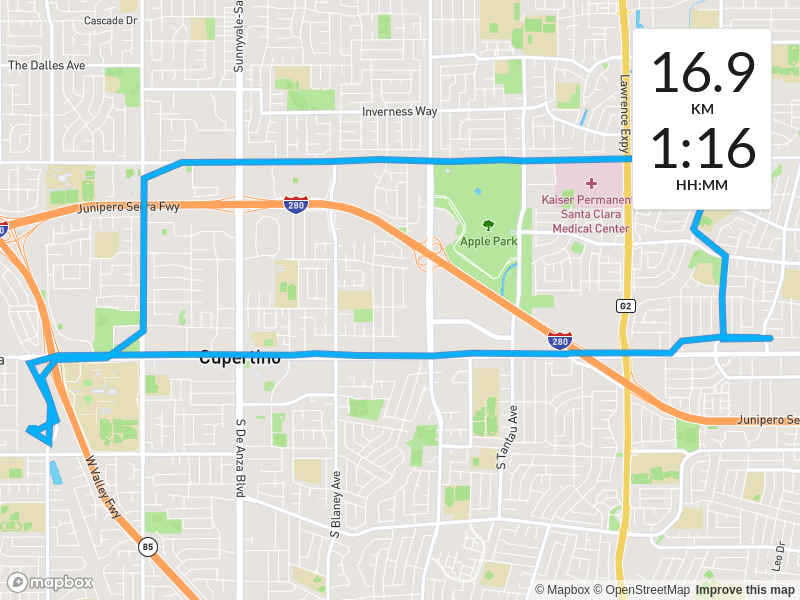 Cascade Dr
Sunnyvale-Sa
The Dalles Ave
16.9
KM
1:16
HH:MM
Inverness Way
Lawrence Expy
Kaiser Permanent
Santa Clara
Medical Center
Junipero Serra Fwy
280
280
Apple Park
G2
280
Cupertino
Junipero Se
S De Anza Blvd
S Tantau Ave
W Valley Fwy
S Blaney Ave
85
Leo Dr
mapbox
© Mapbox © OpenStreetMap Improve this map